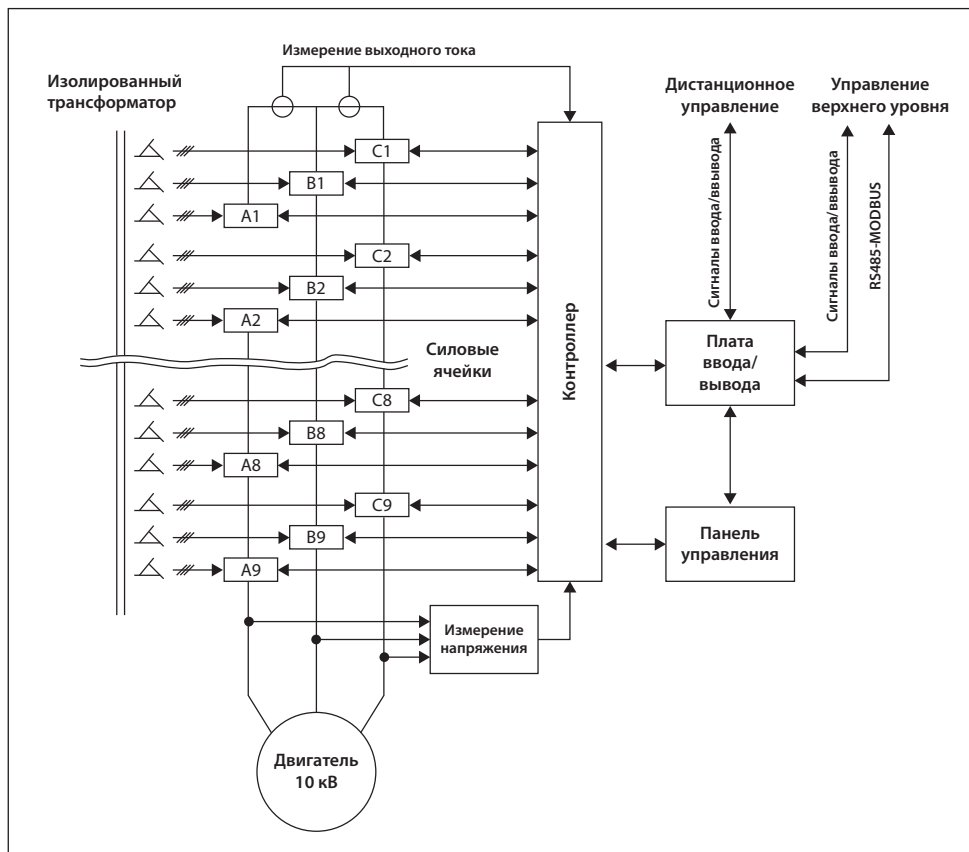 Измерение выходного тока
Изолированный
трансформатор
Дистанционное
управление
Управление
верхнего уровня
C1
B1
A1
C2
B2
A2
Силовые
ячейки
C8
B8
A8
C9
B9
A9
Контроллер
Сигналы ввода/ввывода
Сигналы ввода/ввывода
RS485-MODBUS
Плата
ввода/
вывода
Панель
управления
Измерение
напряжения
Двигатель
10 кВ